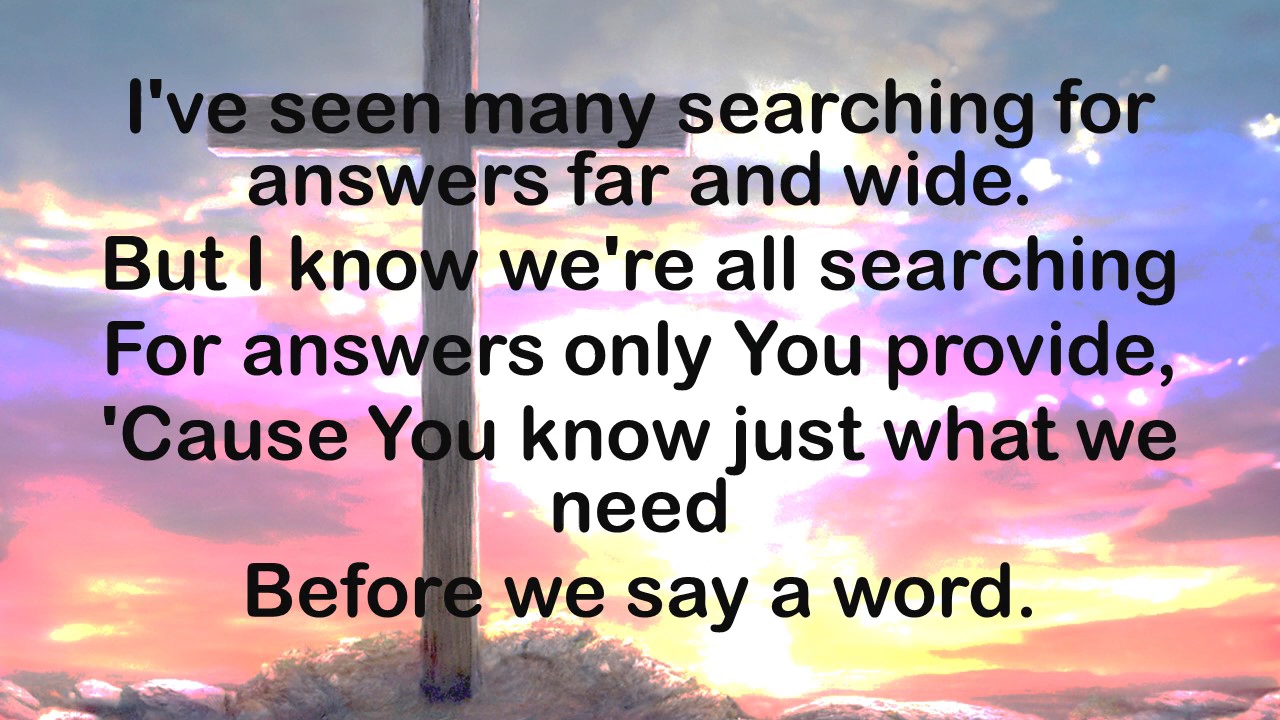 I've seen many searching for
answers far and wide.
But I know we're all searching
For answers only You provide,
'Cause You know just what we
need
Before we say a word.